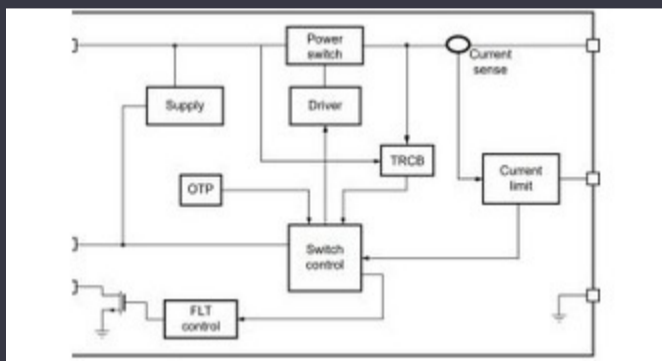 Power
switch
Current
sense
Supply
Driver
TRCB
Current
limit
OTP
Switch
control
FLT
control